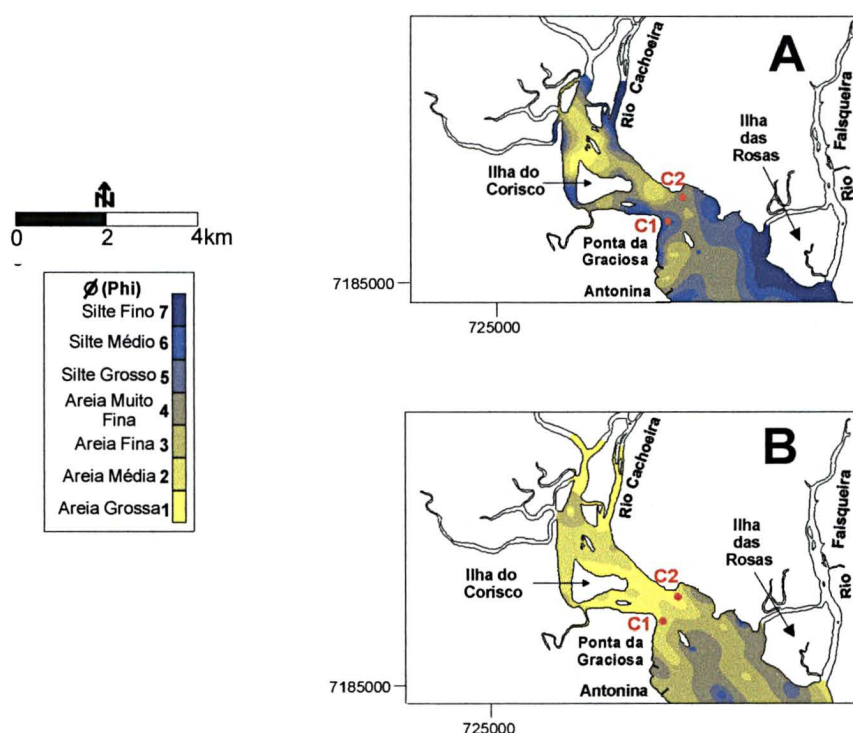 N
0 2 4km
Ø (Phi)
Silte Fino 7
Silte Médio 6
Silte Grosso 5
Areia Muito 4
Fina
Areia Fina 3
Areia Média 2
Areia Grossa 1
A
Rio Cachoeira
Ilha
das
Rosas
Rio Faisqueira
Ilha do
Corisco
C2
C1
Ponta da
Graciosa
Antonina
7185000
725000
B
Rio Cachoeira
Ilha
das
Rosas
Rio Faisqueira
Ilha do
Corisco
C2
C1
Ponta da
Graciosa
Antonina
7185000
725000